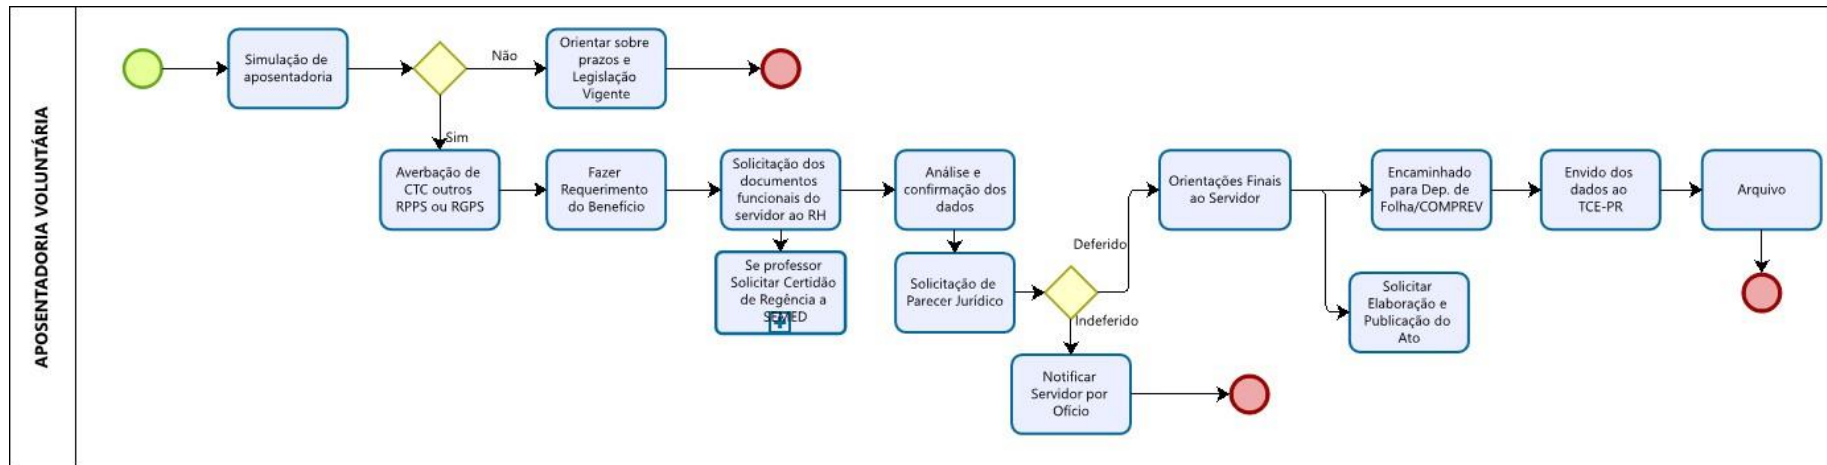 APOSENTADORIA VOLUNTÁRIA
Simulação de
aposentadoria
Não
Orientar sobre
prazos e
Legislação
Vigente
Sim
Averbação de
CTC outros
RPPS ou RGPS
Fazer
Requerimento
do Beneficio
Solicitação dos
documentos
funcionais do
servidor ao RH
Se professor
Solicitar Certidão
de Regência a
SEMED
Análise e
confirmação dos
dados
Solicitação de
Parecer Jurídico
Deferido
Indeferido
Notificar
Servidor por
Ofício
Orientações Finais
ao Servidor
Encaminhado
para Dep. de
Folha/COMPREV
Solicitar
Elaboração e
Publicação do
Ato
Envido dos
dados ao
TCE-PR
Arquivo